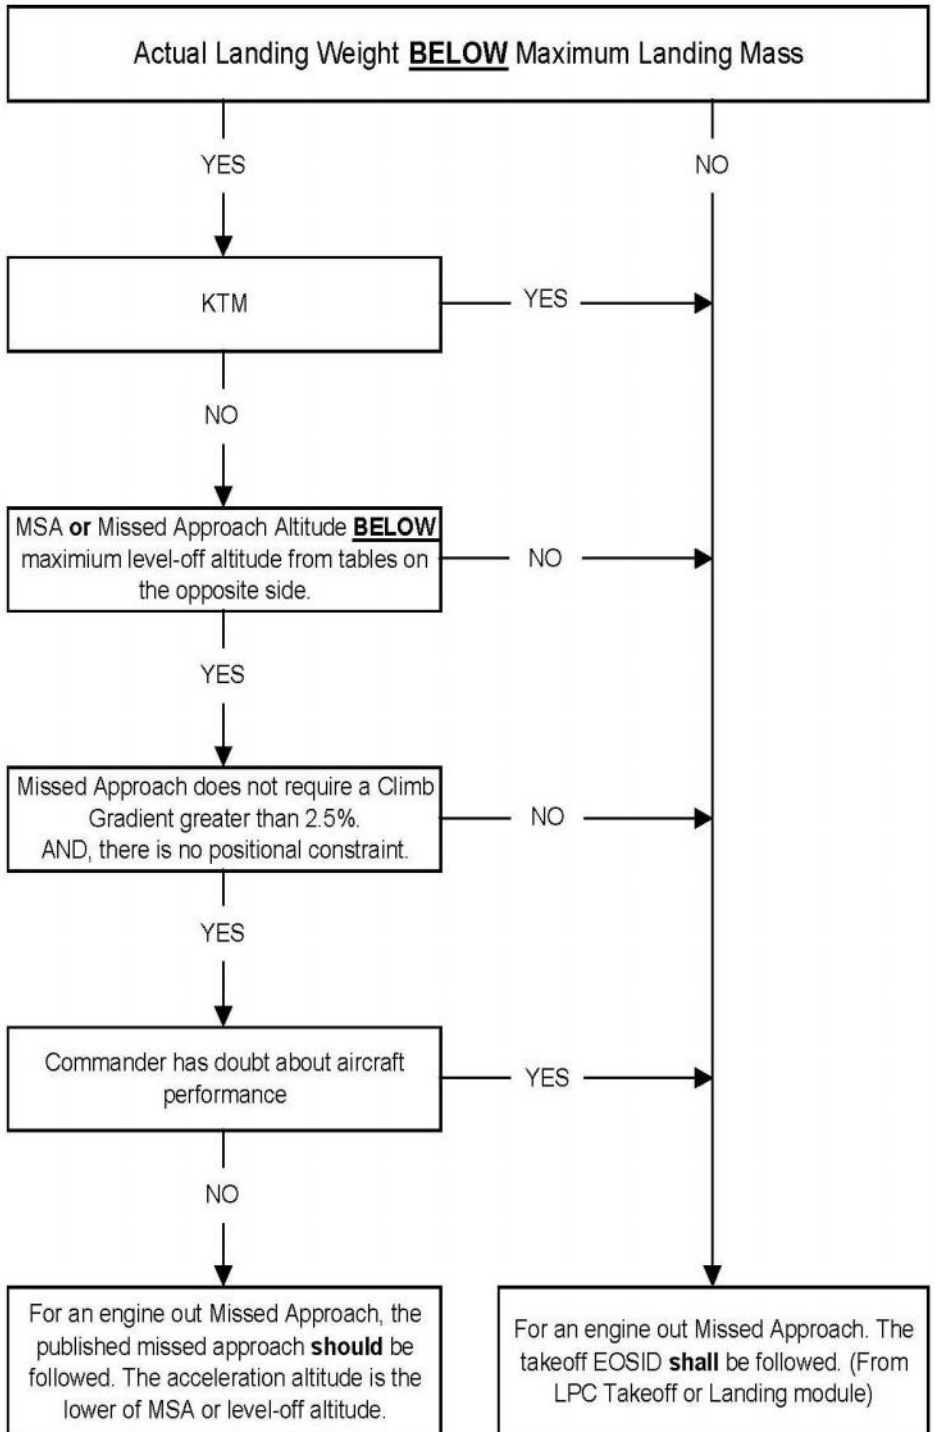 Actual Landing Weight BELOW Maximum Landing Mass
YES
NO
KTM
YES
NO
MSA or Missed Approach Altitude BELOW
maximium level-off altitude from tables on
the opposite side.
NO
YES
Missed Approach does not require a Climb
Gradient greater than 2.5%.
AND, there is no positional constraint.
NO
YES
Commander has doubt about aircraft
performance
YES
NO
For an engine out Missed Approach, the
published missed approach should be
followed. The acceleration altitude is the
lower of MSA or level-off altitude.
For an engine out Missed Approach. The
takeoff EOSID shall be followed. (From
LPC Takeoff or Landing module)